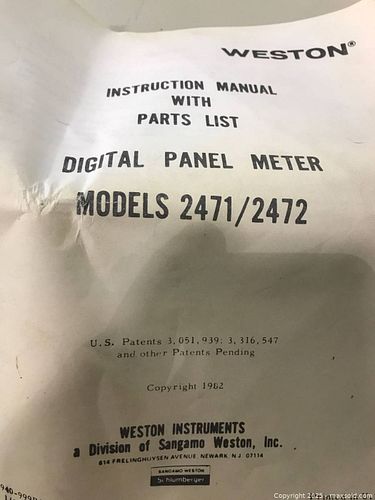 WESTON®
INSTRUCTION MANUAL
WITH
PARTS LIST
DIGITAL PANEL METER
MODELS 2471/2472
U.S. Patents 3,051,939; 3,316,547
and other Patents Pending
Copyright 1982
WESTON INSTRUMENTS
a Division of Sangamo Weston, Inc.
614 FRELINGHUYSEN AVENUE NEWARK N J 07114
SANGAMO WESTON
Schlumberger
Copyright 2025 - maxsold.com